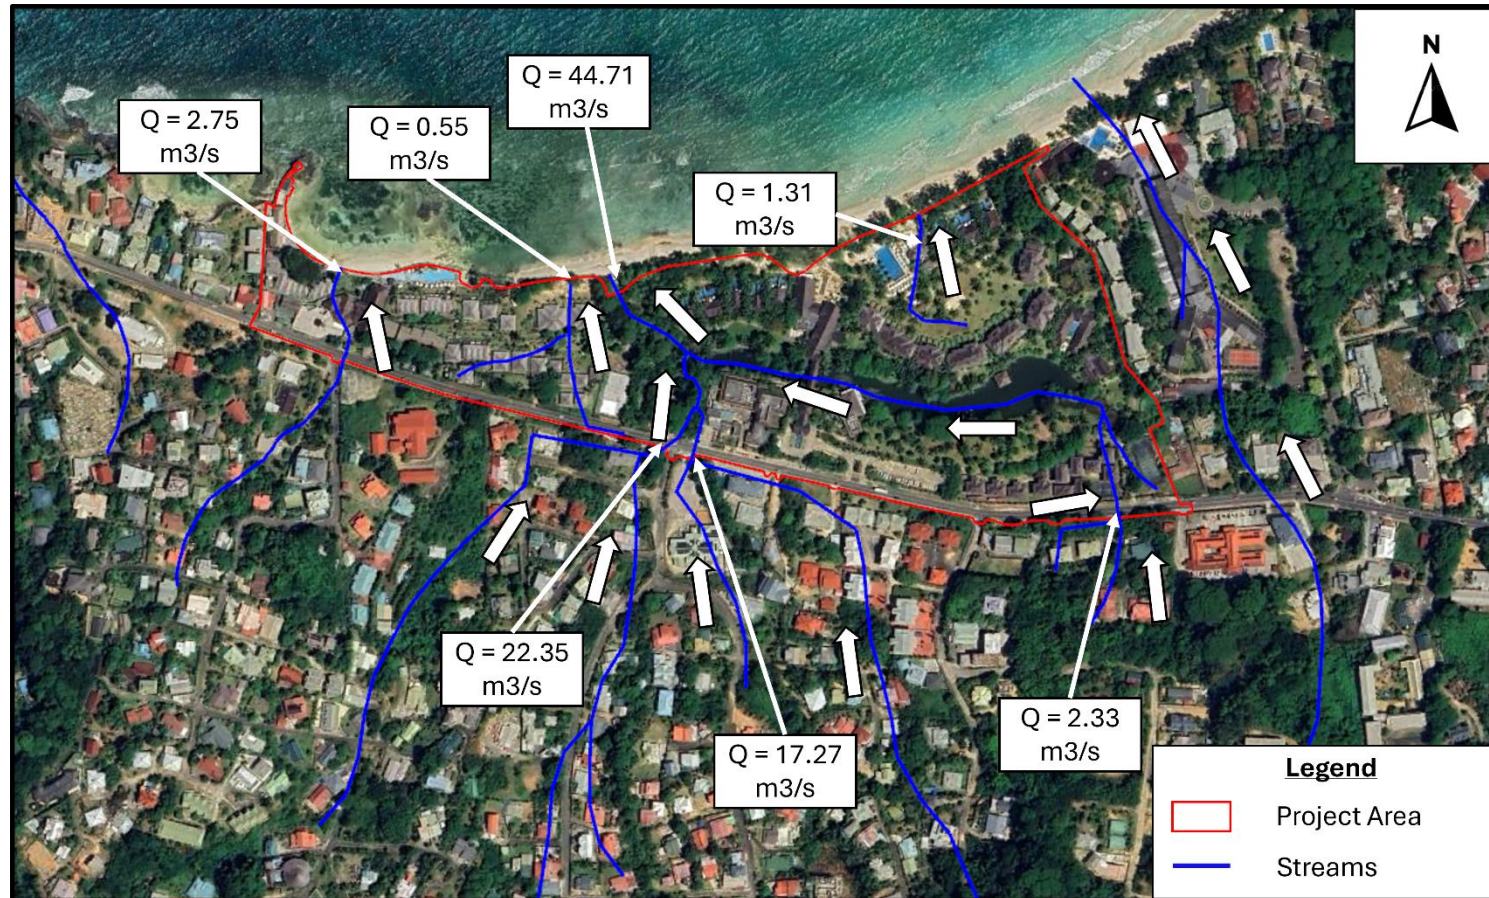 N
Q = 44.71
m3/s
Q = 2.75
m3/s
Q = 0.55
m3/s
Q = 1.31
m3/s
Q = 22.35
m3/s
Q = 17.27
m3/s
Q = 2.33
m3/s
Legend
Project Area
Streams